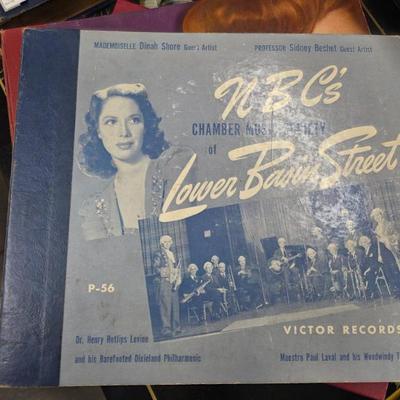 MADEMOISELLE Dinah Shore Guest Artist
PROFESSOR Sidney Bechet Guest Artist
NBC's
CHAMBER MUSIC SOCIETY
of
Lower Basin Street
P-56
VICTOR RECORDS
Dr. Henry Hotlips Levine
and his Barefooted Dixieland Philharmonic
Maestro Paul Laval and his Woodwindy T